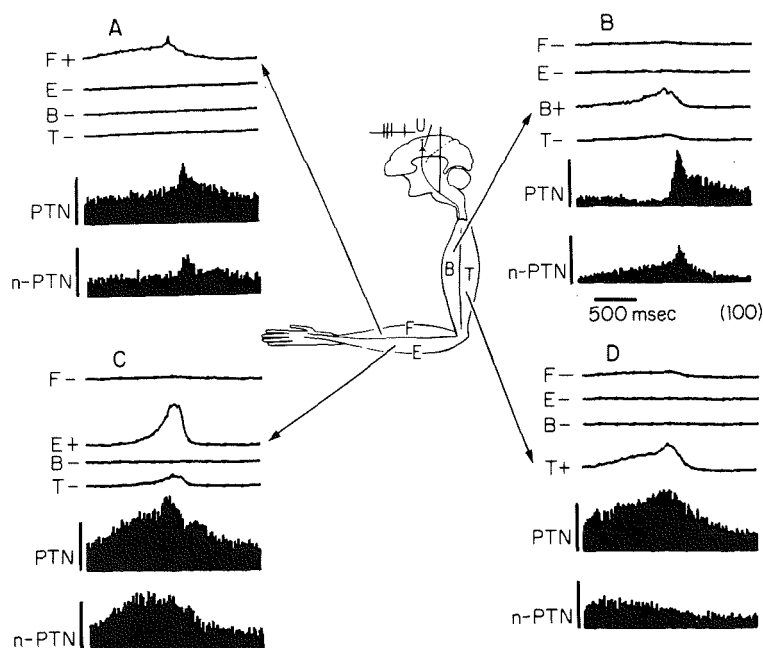 A
F+
E-
B-
T-
PTN
n-PTN
U
B
T
F
E
B
F-
E-
B+
T-
PTN
n-PTN
500 msec (100)
C
F-
E+
B-
T-
PTN
n-PTN
D
F-
E-
B-
T+
PTN
n-PTN